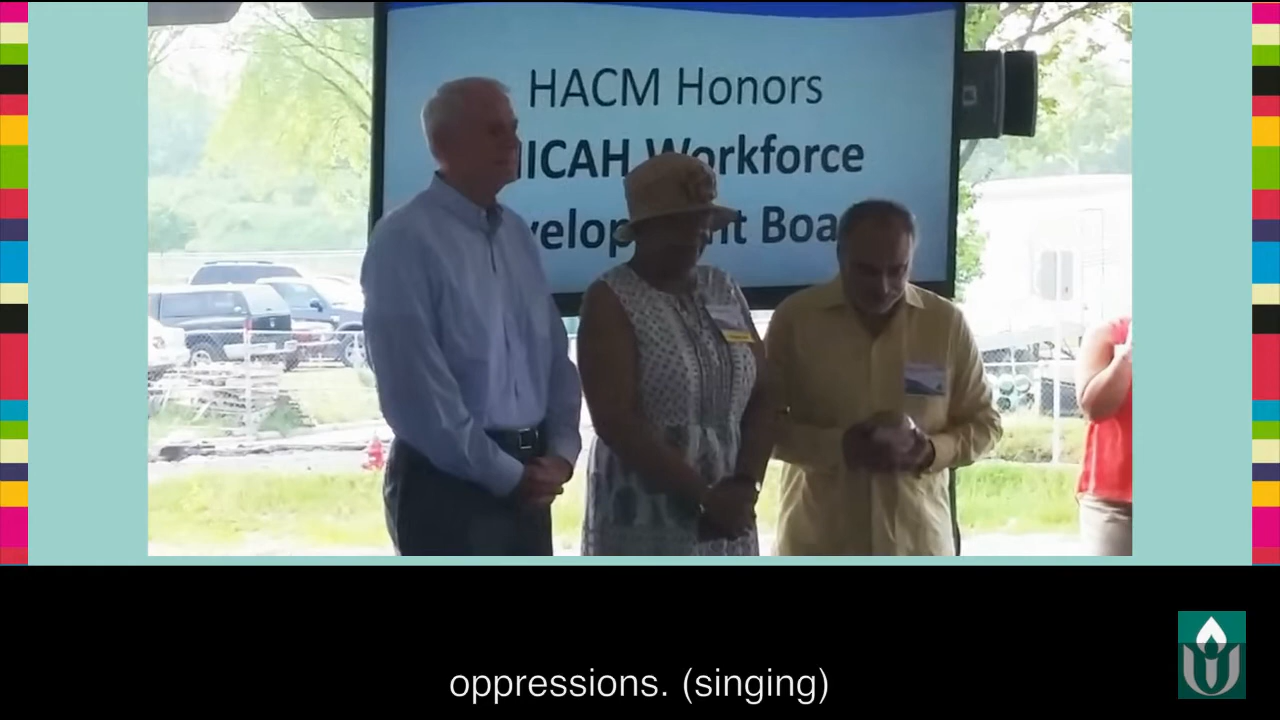 HACM Honors
ICAH Workforce
velop nt Boa
oppressions. (singing)